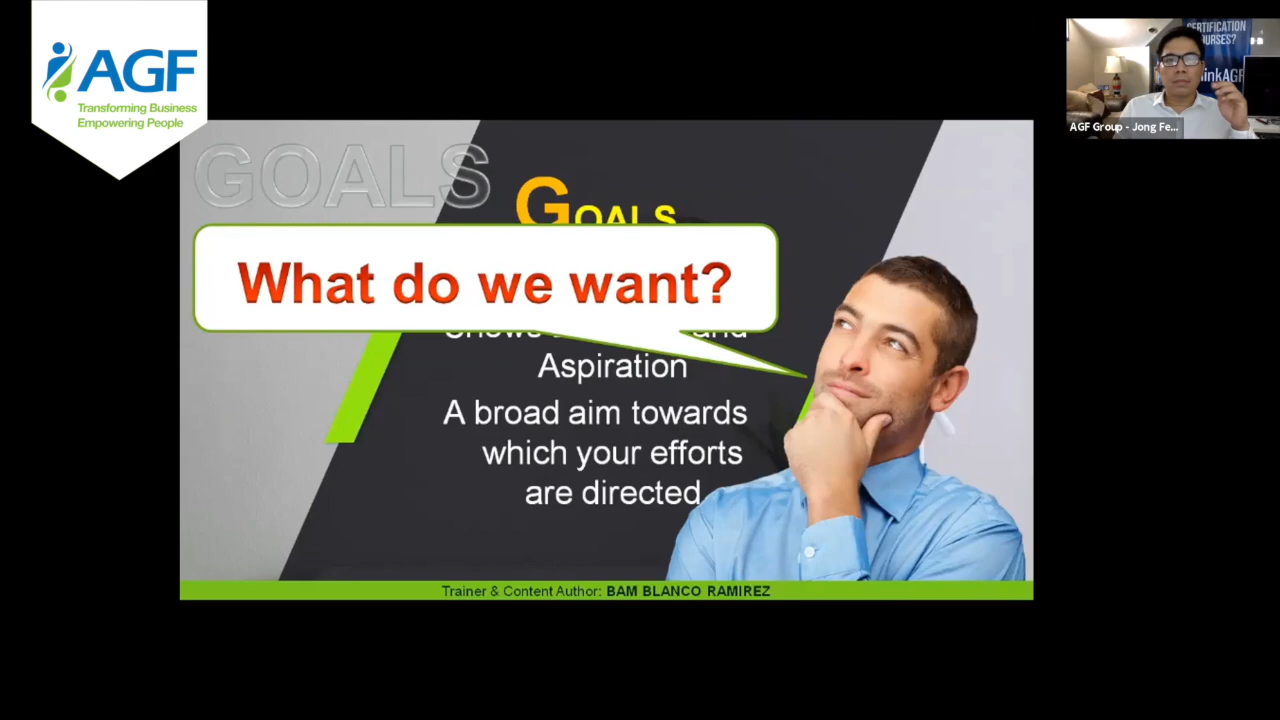 AGF
Transforming Business
Empowering People
CERTIFICATION
AGF Group - Jong Fe...
GOALS
GOALS
What do we want?
Aspiration
A broad aim towards
which your efforts
are directed
Trainer & Content Author: BAM BLANCO RAMIREZ